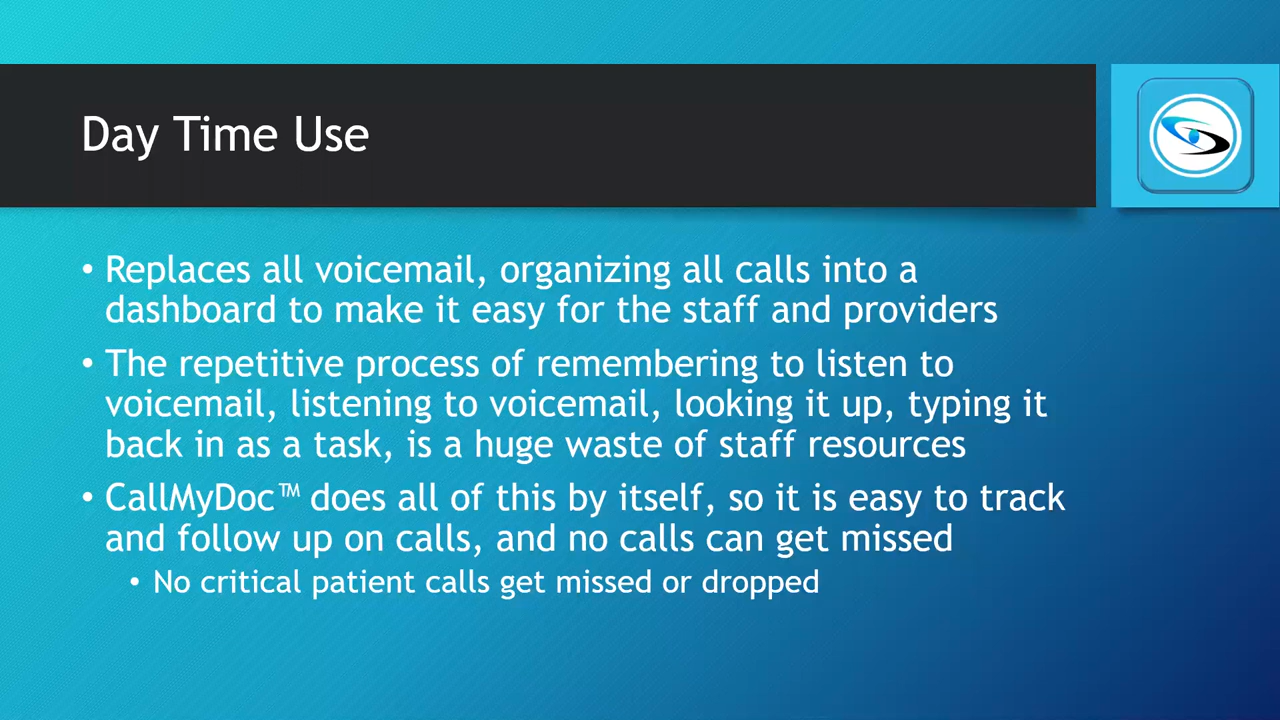 Day Time Use
• Replaces all voicemail, organizing all calls into a
dashboard to make it easy for the staff and providers
• The repetitive process of remembering to listen to
voicemail, listening to voicemail, looking it up, typing it
back in as a task, is a huge waste of staff resources
• CallMyDoc™ does all of this by itself, so it is easy to track
and follow up on calls, and no calls can get missed
• No critical patient calls get missed or dropped